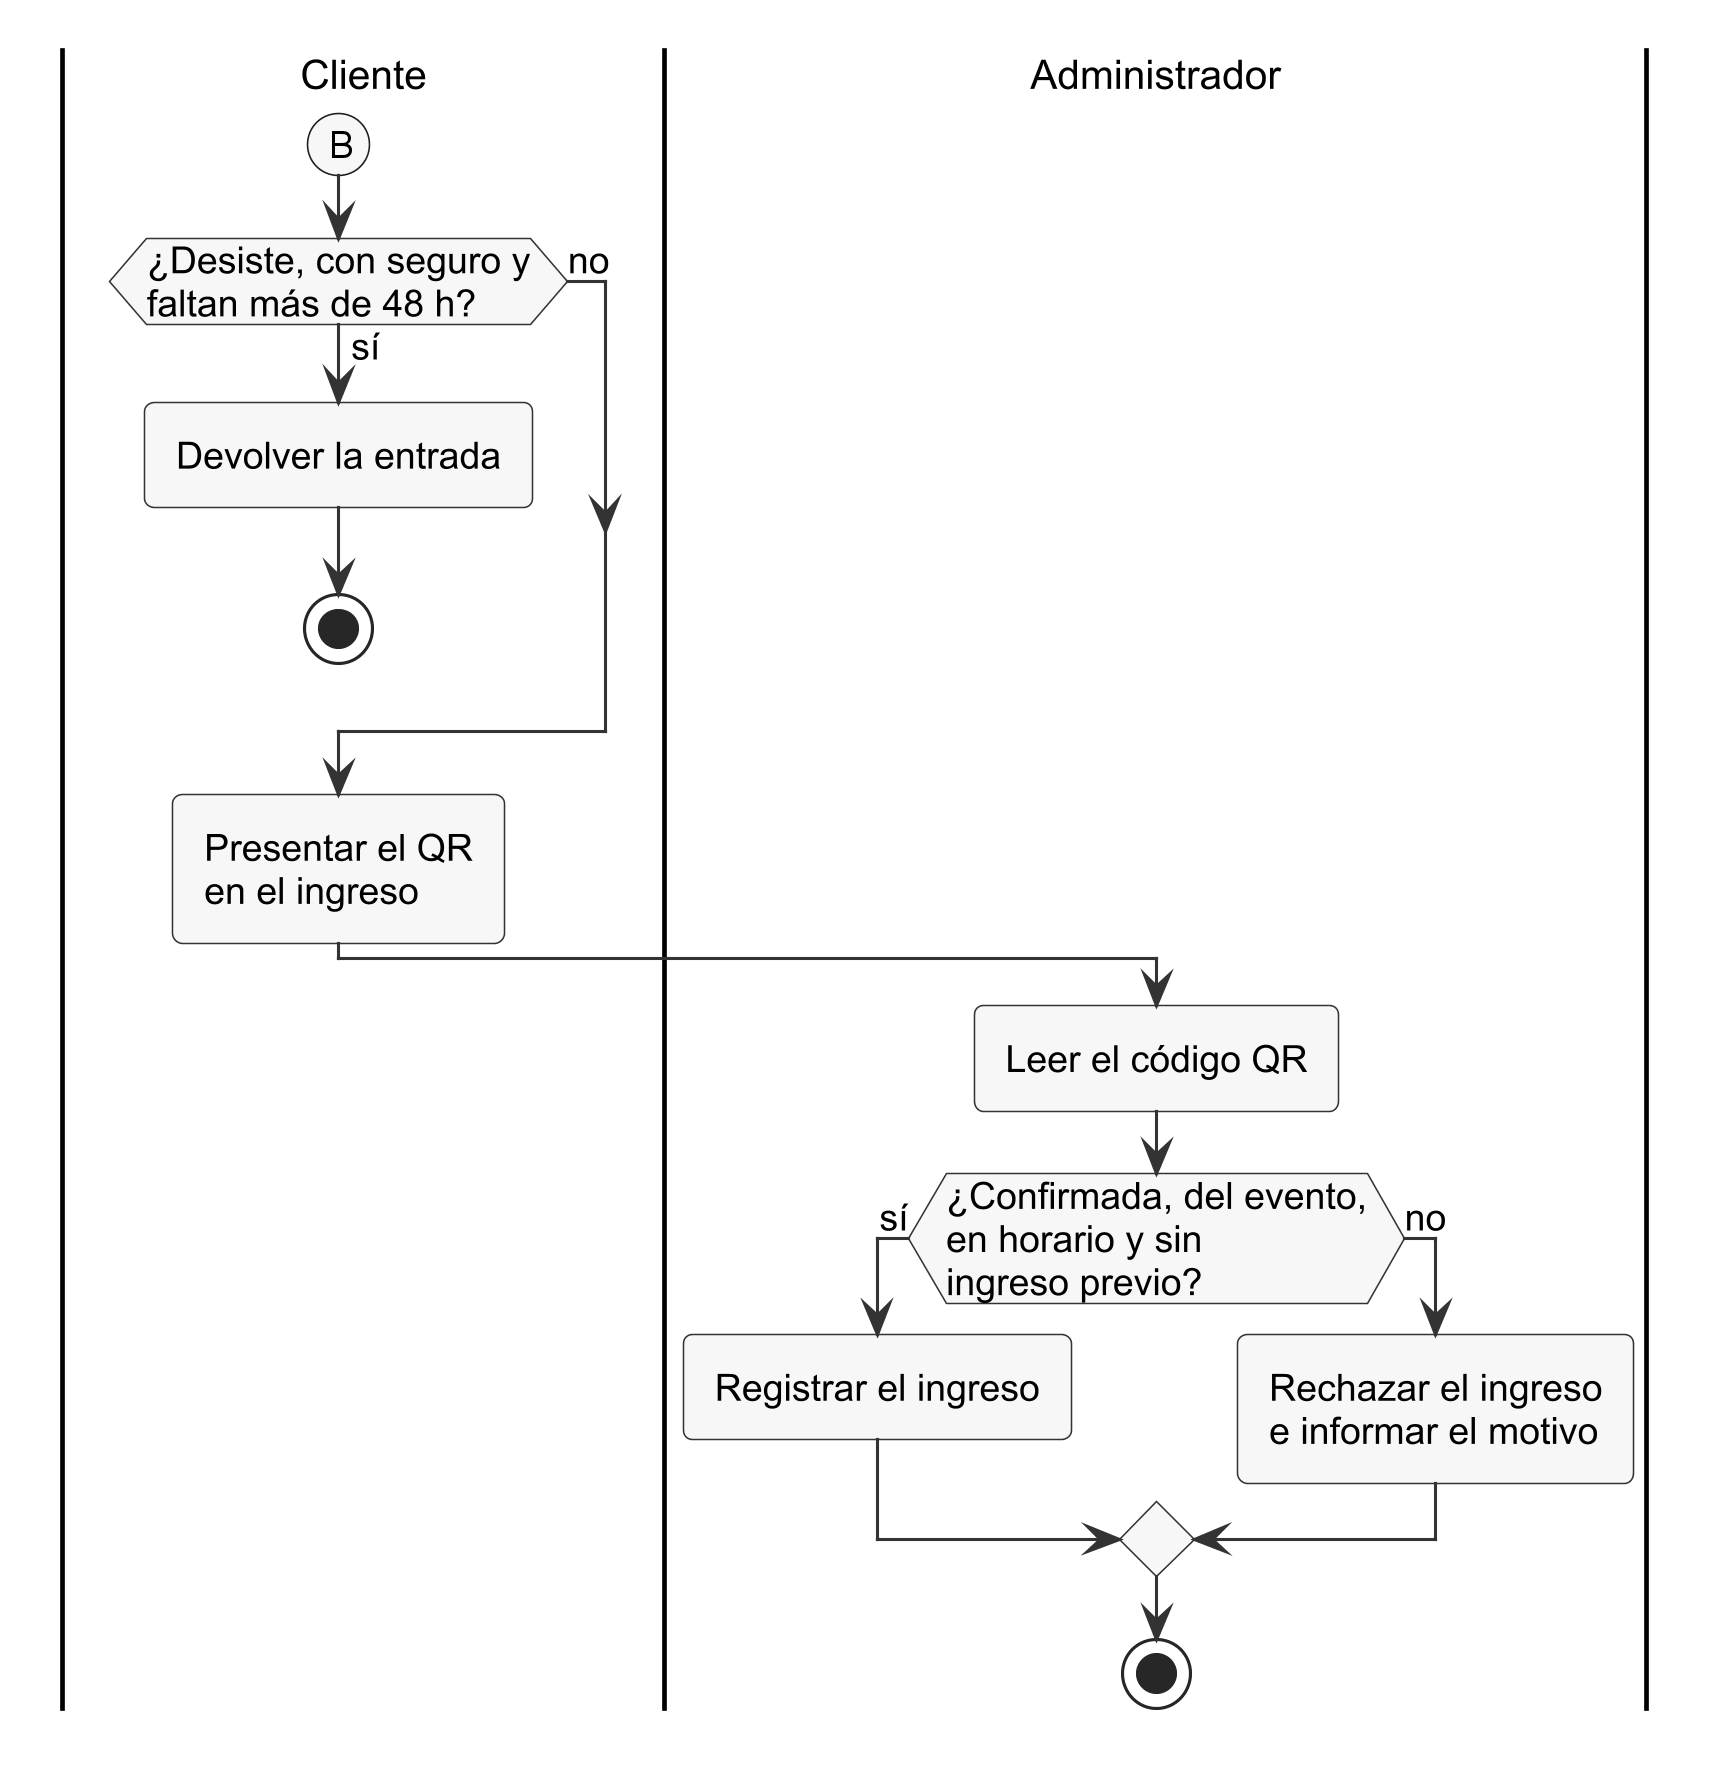 Cliente
Administrador
B
¿Desiste, con seguro y
faltan más de 48 h?
no
sí
Devolver la entrada
Presentar el QR
en el ingreso
Leer el código QR
sí
¿Confirmada, del evento,
en horario y sin
ingreso previo?
no
Registrar el ingreso
Rechazar el ingreso
e informar el motivo